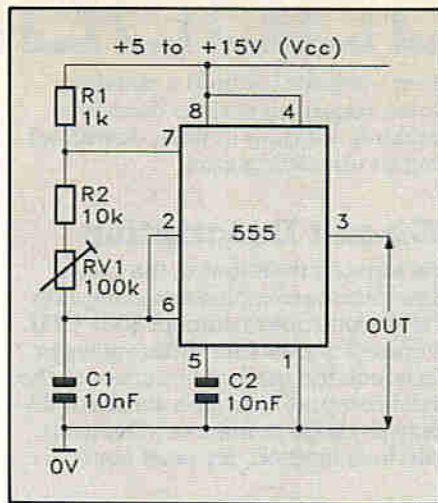 +5 to +15V (Vcc)
R1
1k
8
4
7
R2
10k
2
555
3
RV1
100k
6
OUT
5
1
C1
10nF
C2
10nF
0V